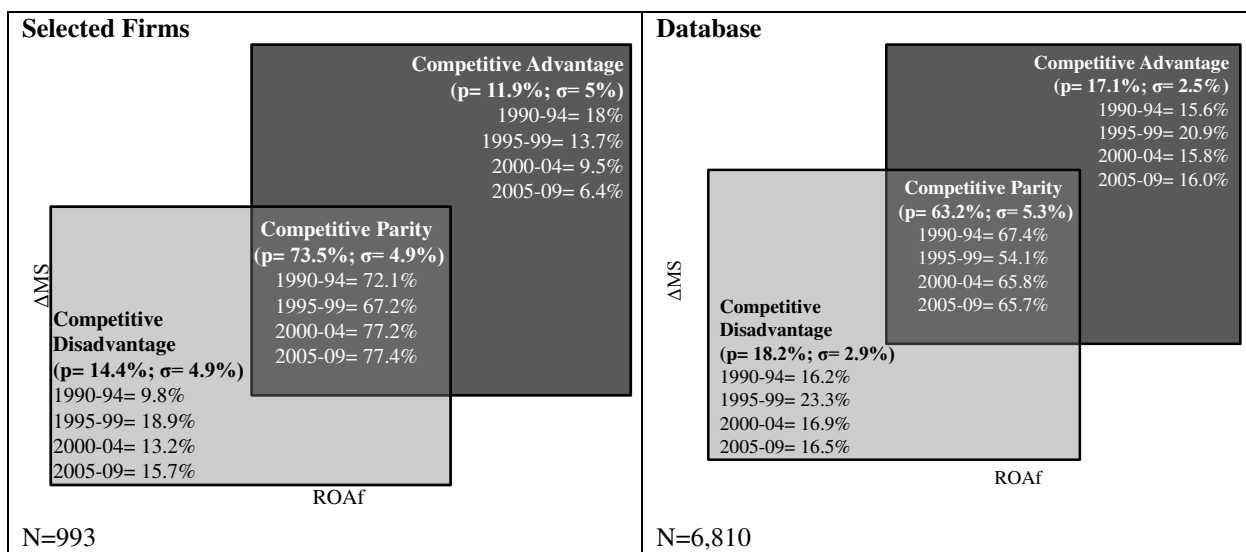 Selected Firms
Competitive Advantage
(p= 11.9%; σ= 5%)
1990-94= 18%
1995-99= 13.7%
2000-04= 9.5%
2005-09= 6.4%
Competitive Parity
(p= 73.5%; σ= 4.9%)
1990-94= 72.1%
1995-99= 67.2%
2000-04= 77.2%
2005-09= 77.4%
ΔMS
Competitive
Disadvantage
(p= 14.4%; σ= 4.9%)
1990-94= 9.8%
1995-99= 18.9%
2000-04= 13.2%
2005-09= 15.7%
ROAf
N=993
Database
Competitive Advantage
(p= 17.1%; σ= 2.5%)
1990-94= 15.6%
1995-99= 20.9%
2000-04= 15.8%
2005-09= 16.0%
Competitive Parity
(p= 63.2%; σ= 5.3%)
1990-94= 67.4%
1995-99= 54.1%
2000-04= 65.8%
2005-09= 65.7%
ΔMS
Competitive
Disadvantage
(p= 18.2%; σ= 2.9%)
1990-94= 16.2%
1995-99= 23.3%
2000-04= 16.9%
2005-09= 16.5%
ROAf
N=6,810